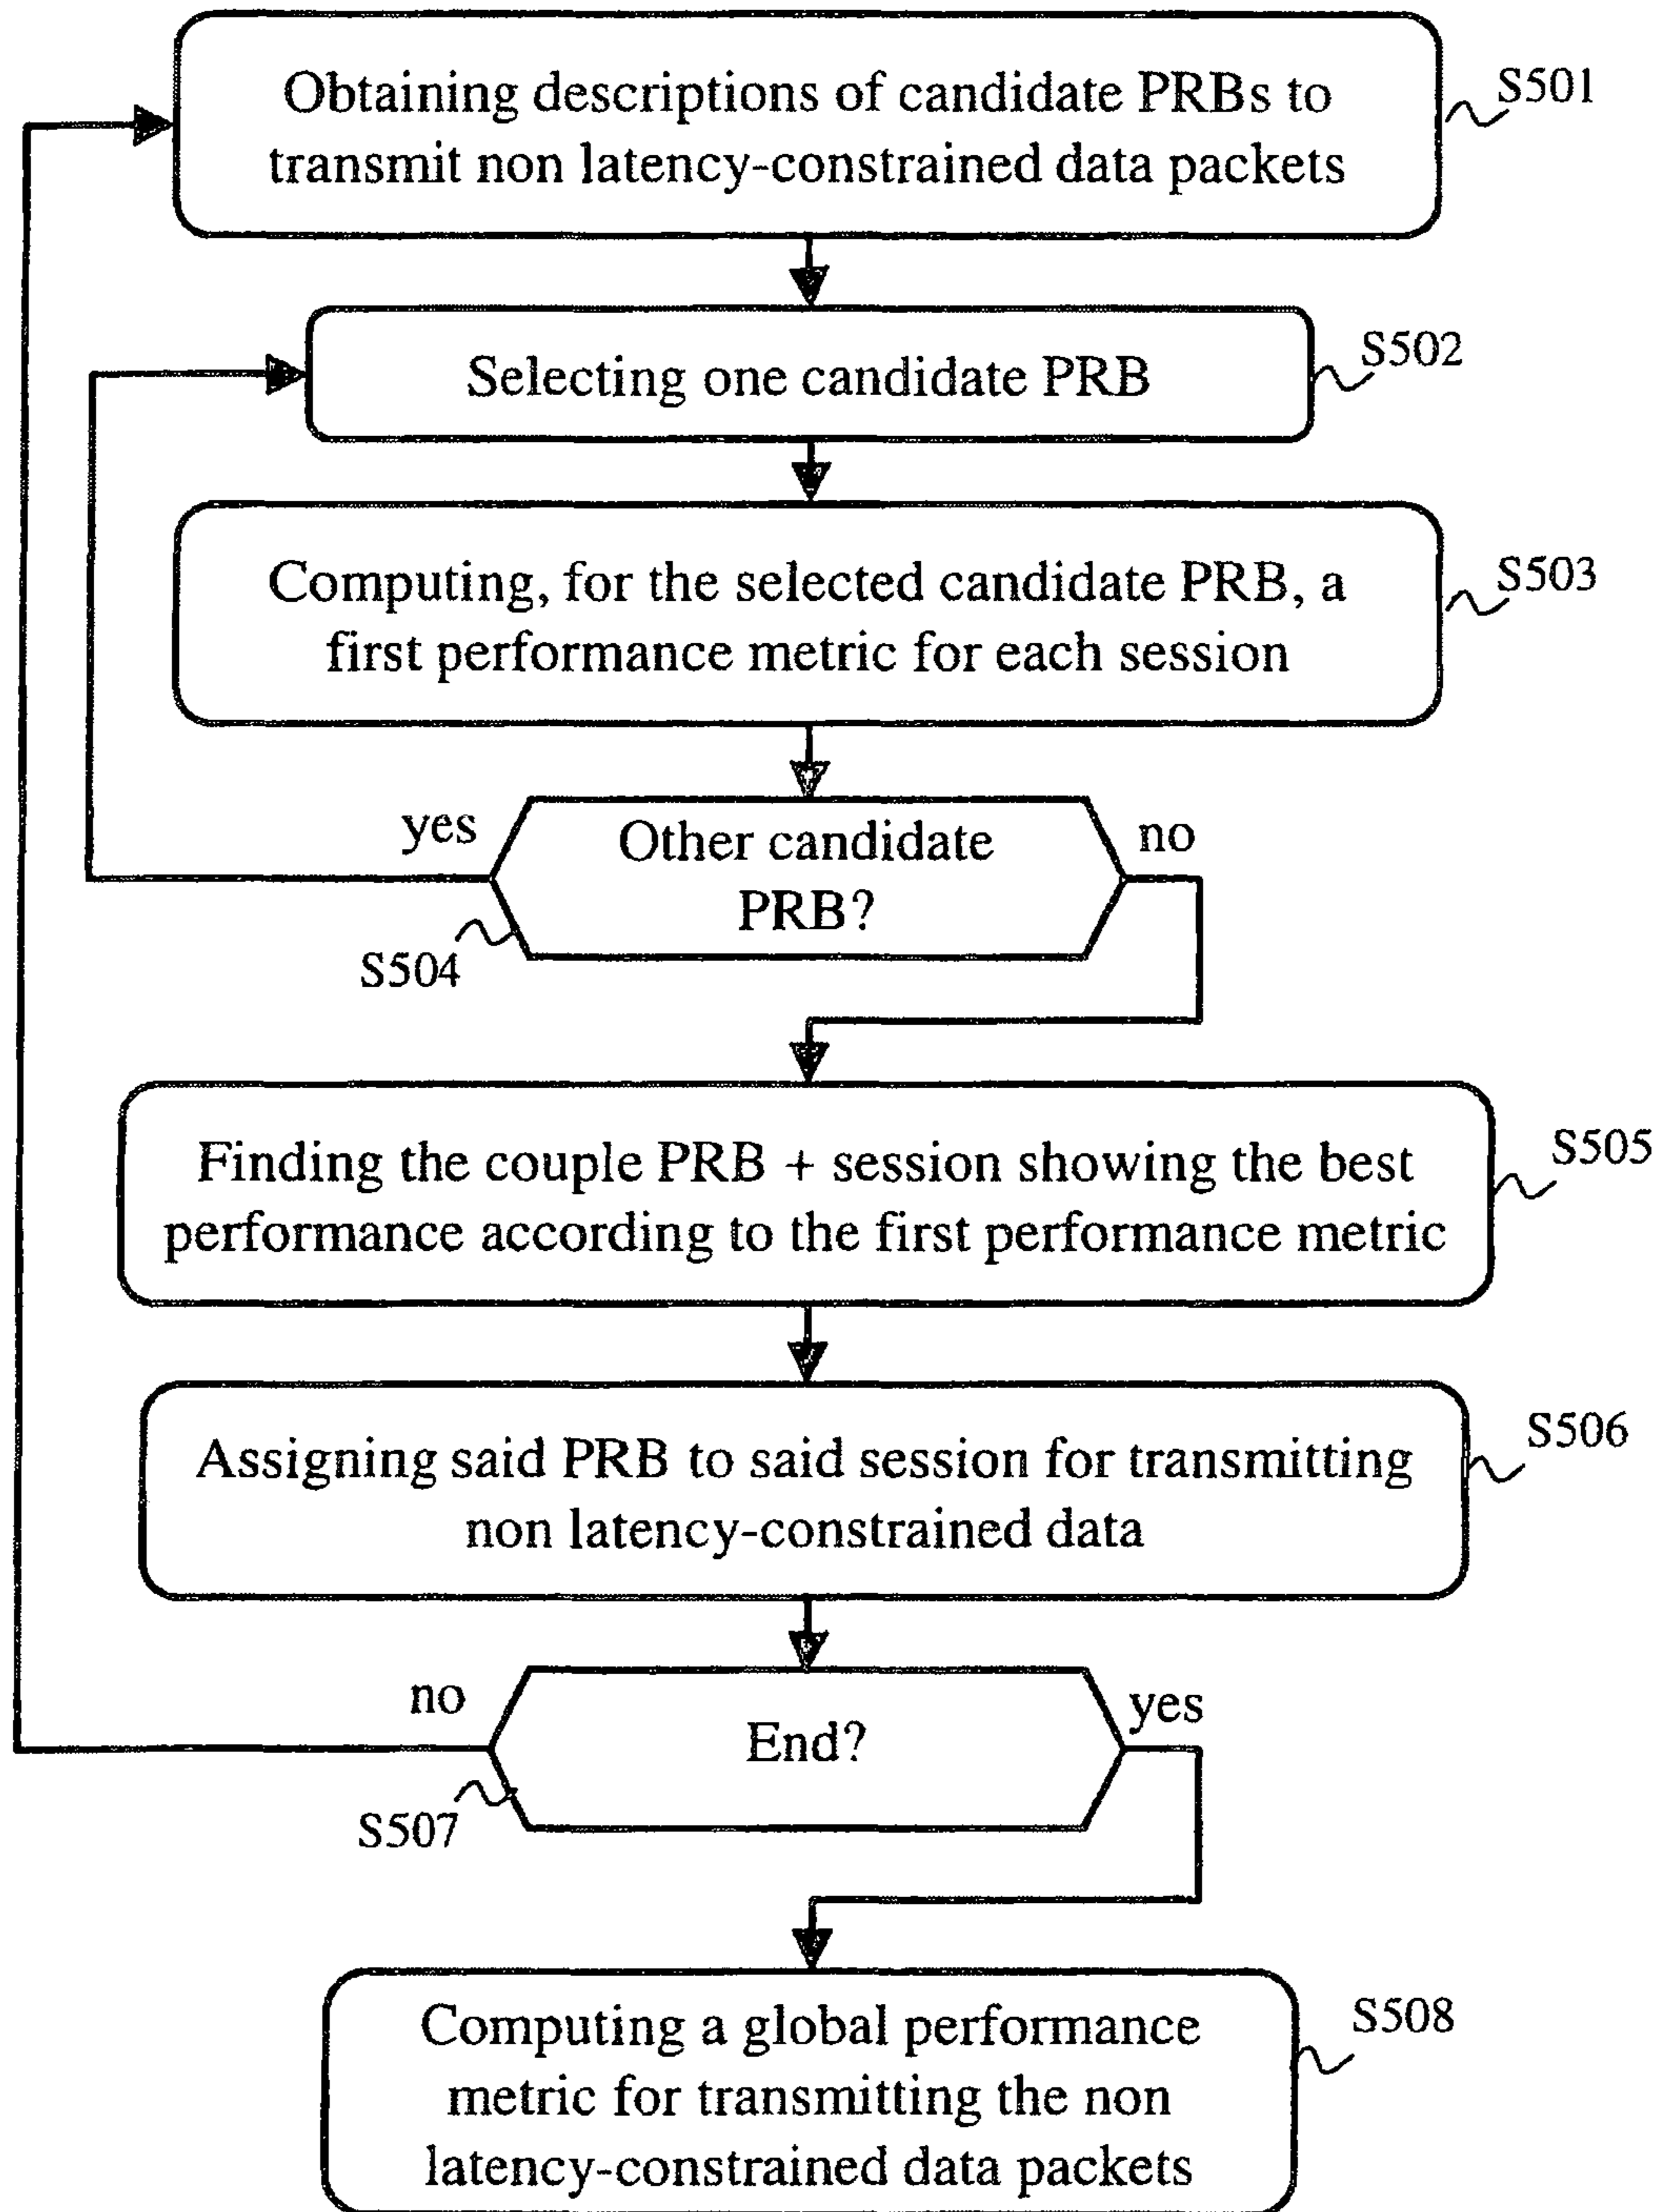 Obtaining descriptions of candidate PRBs to
transmit non latency-constrained data packets
S501
Selecting one candidate PRB
S502
Computing, for the selected candidate PRB, a
first performance metric for each session
S503
yes
Other candidate
PRB?
no
S504
Finding the couple PRB + session showing the best
performance according to the first performance metric
S505
Assigning said PRB to said session for transmitting
non latency-constrained data
S506
no
End?
yes
S507
Computing a global performance
metric for transmitting the non
latency-constrained data packets
S508